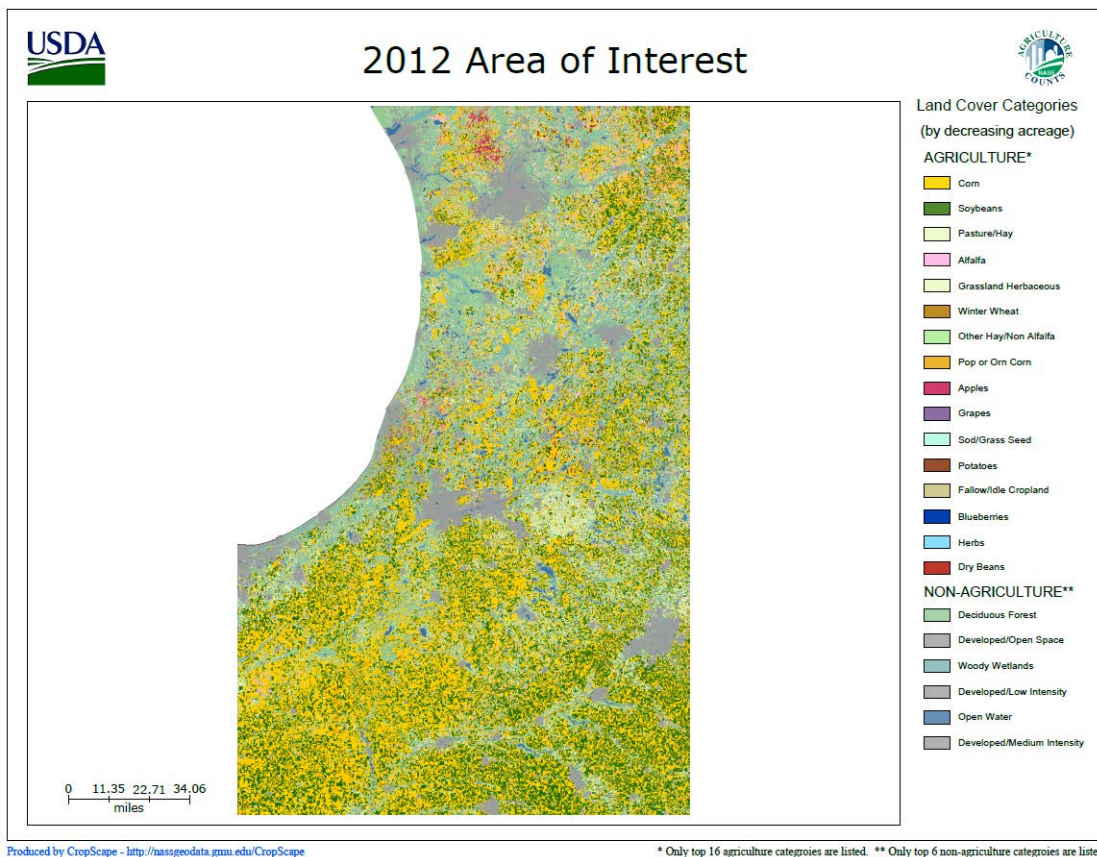 USDA
2012 Area of Interest
AGRICULTURE
NASS
COUNTS
Land Cover Categories
(by decreasing acreage)
AGRICULTURE*
Corn
Soybeans
Pasture/Hay
Alfalfa
Grassland Herbaceous
Winter Wheat
Other Hay/Non Alfalfa
Pop or Orn Corn
Apples
Grapes
Sod/Grass Seed
Potatoes
Fallow/Idle Cropland
Blueberries
Herbs
Dry Beans
NON-AGRICULTURE**
Deciduous Forest
Developed/Open Space
Woody Wetlands
Developed/Low Intensity
Open Water
Developed/Medium Intensity
0 11.35 22.71 34.06
miles
Produced by CropScape - http://nassgeodata.gmu.edu/CropScape
* Only top 16 agriculture categroies are listed. ** Only top 6 non-agriculture categroies are liste